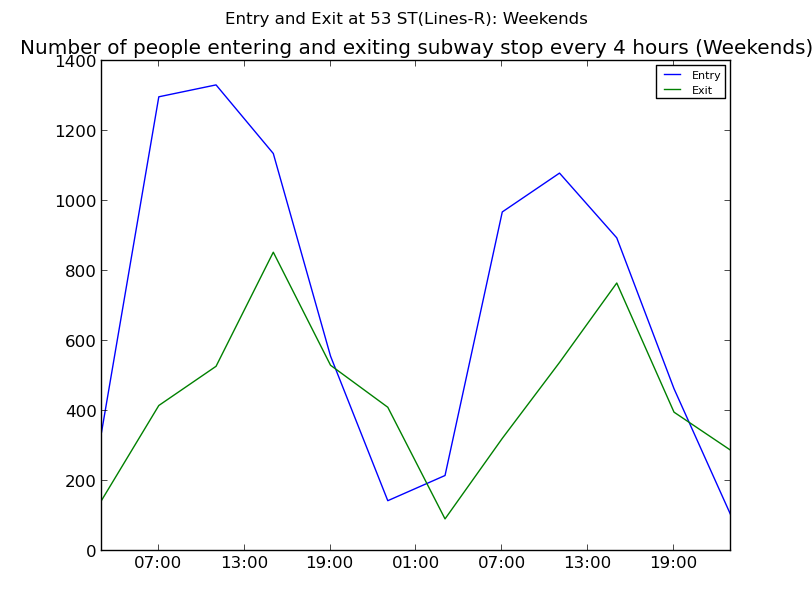 Entry and Exit at 53 ST(Lines-R): Weekends
Number of people entering and exiting subway stop every 4 hours (Weekends)
1400
1200
1000
800
600
400
200
0
Entry
Exit
07:00 13:00 19:00 01:00 07:00 13:00 19:00